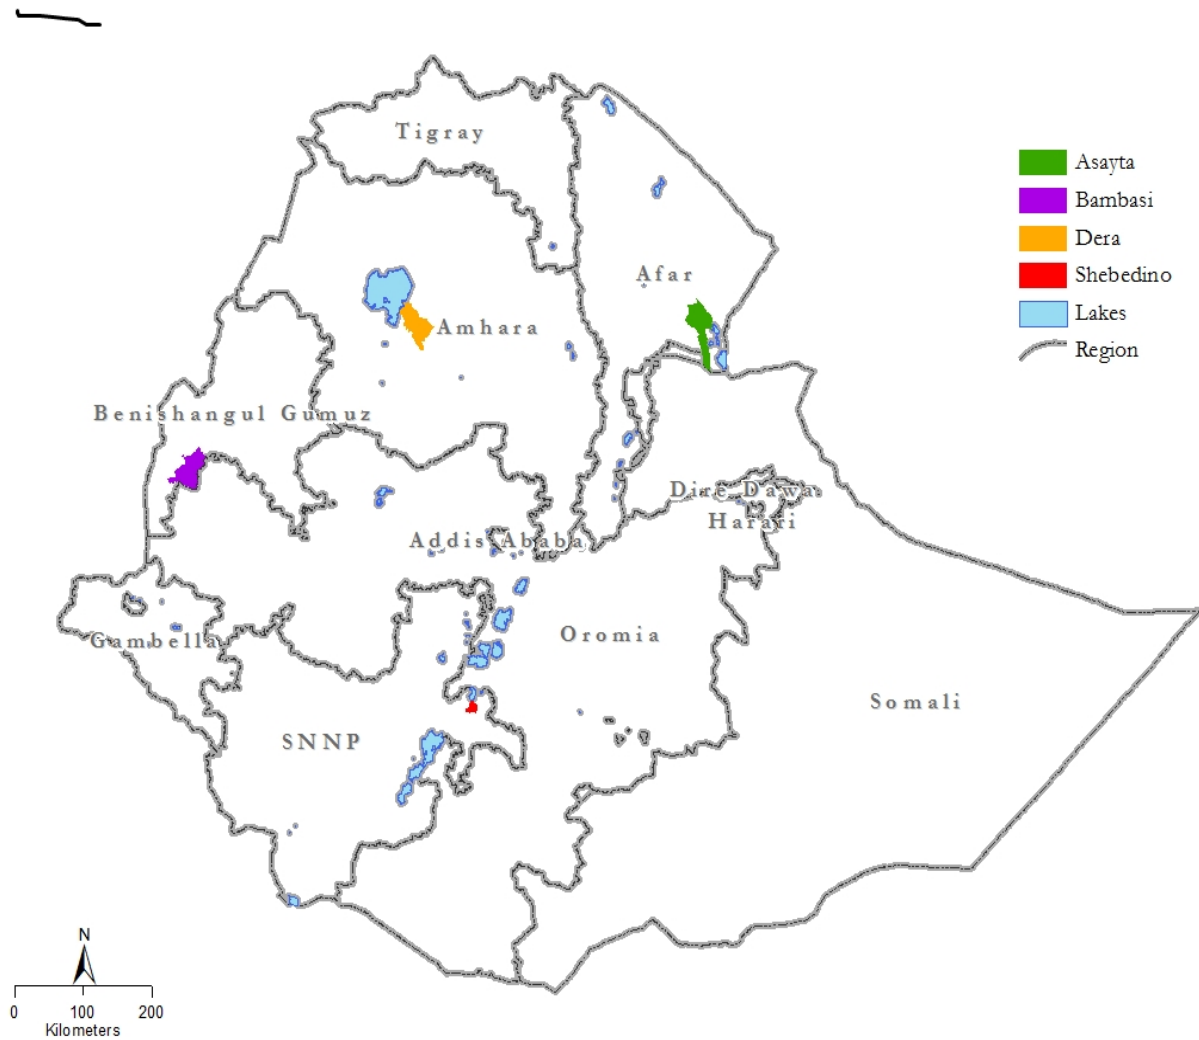 Tigray
Asayta
Bambasi
Dera
Shebedino
Lakes
Region
Afar
Amhara
Benishangul Gumuz
Dire Dawa
Harari
Addis Ababa
Gambella
Oromia
Somali
SNNP
N
0 100 200
Kilometers